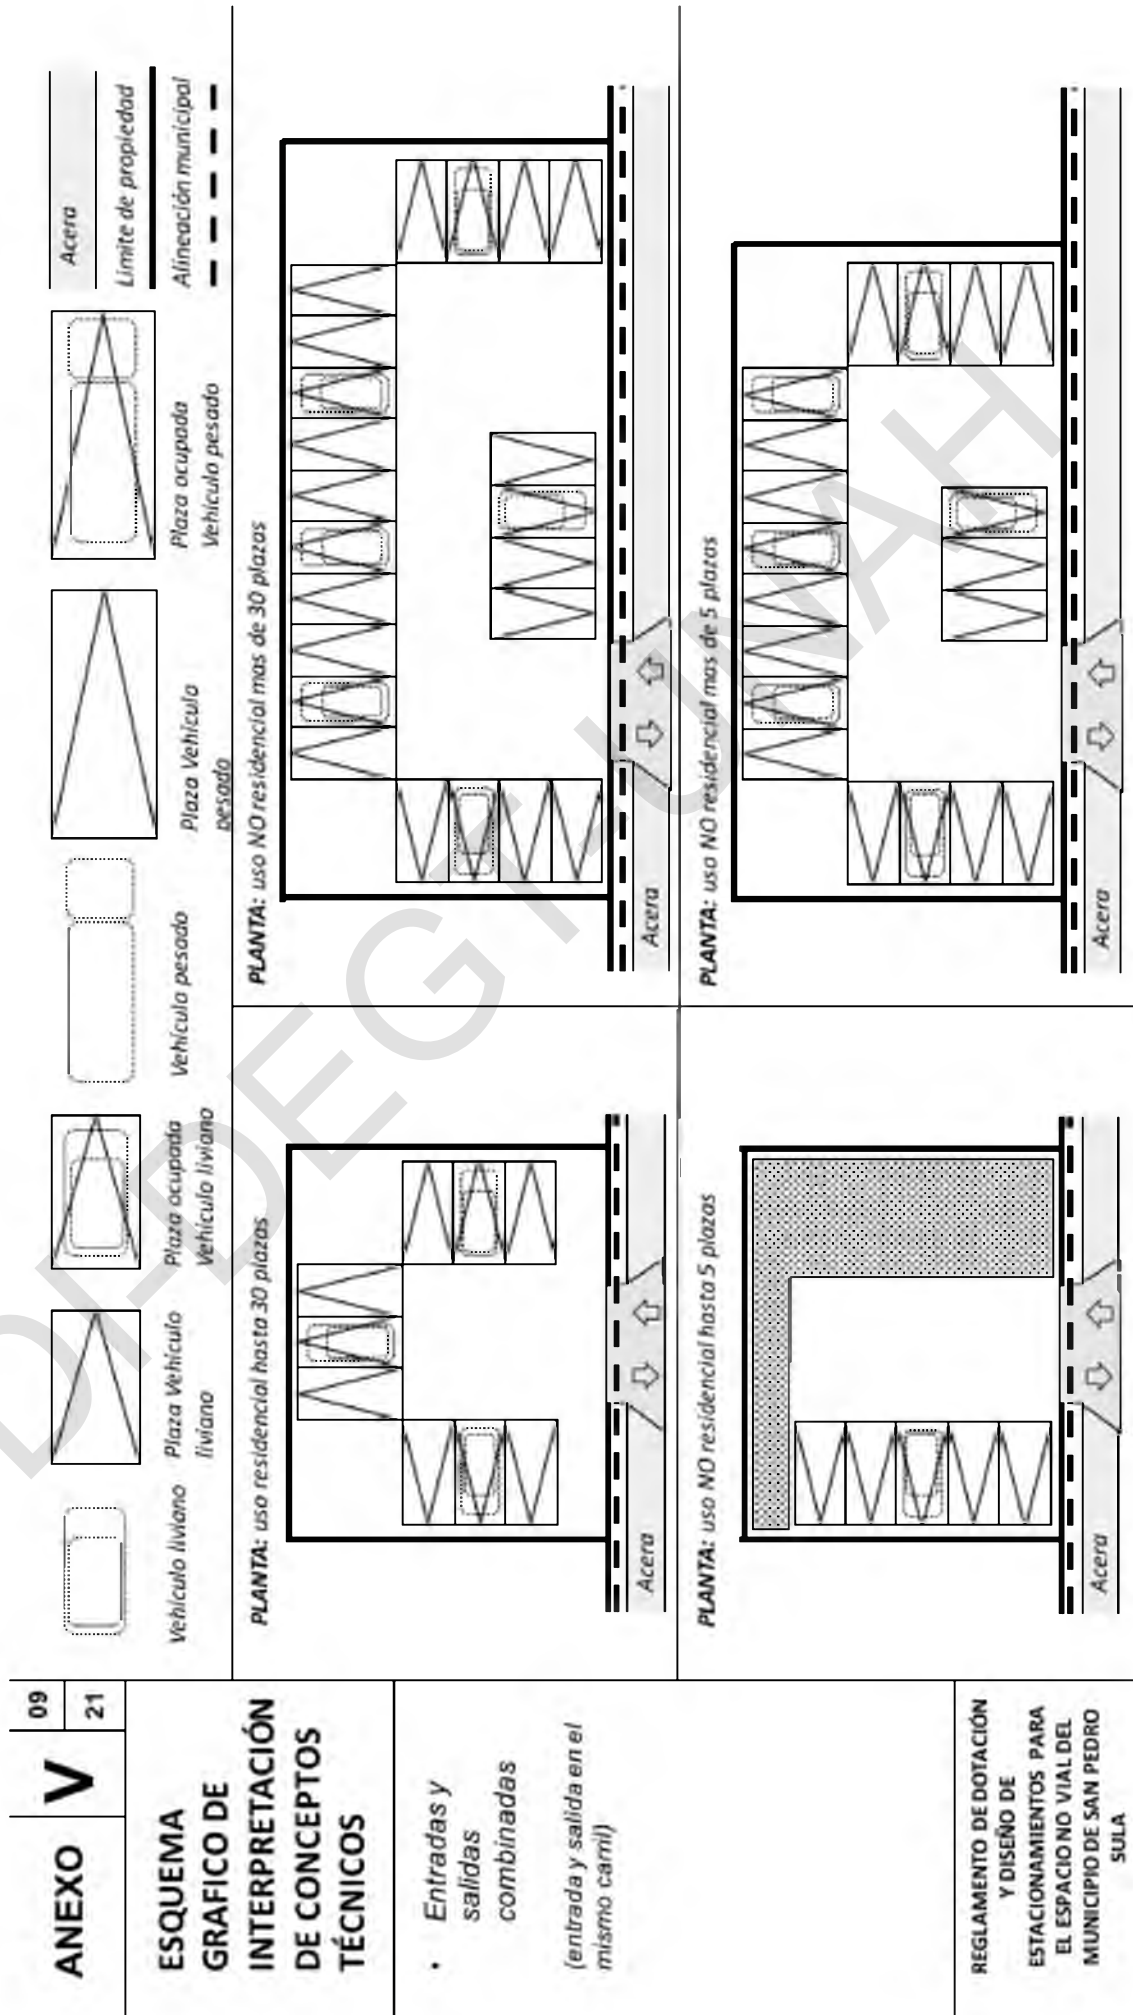 ANEXO
V
09
21
ESQUEMA
GRAFICO DE
INTERPRETACIÓN
DE CONCEPTOS
TÉCNICOS
• Entradas y
salidas
combinadas
(entrada y salida en el
mismo carril)
REGLAMENTO DE DOTACIÓN
Y DISEÑO DE
ESTACIONAMIENTOS PARA
EL ESPACIO NO VIAL DEL
MUNICIPIO DE SAN PEDRO
SULA
Vehículo liviano
Plaza Vehículo
liviano
Plaza ocupada
Vehículo liviano
Vehículo pesado
Plaza Vehículo
pesado
Plaza ocupada
Vehículo pesado
Acera
Limite de propiedad
Alineación municipal
PLANTA: uso residencial hasta 30 plazas
Acera
PLANTA: uso NO residencial mas de 30 plazas
Acera
PLANTA: uso NO residencial hasta 5 plazas
Acera
PLANTA: uso NO residencial mas de 5 plazas
Acera
DI-DEGT-UNAH